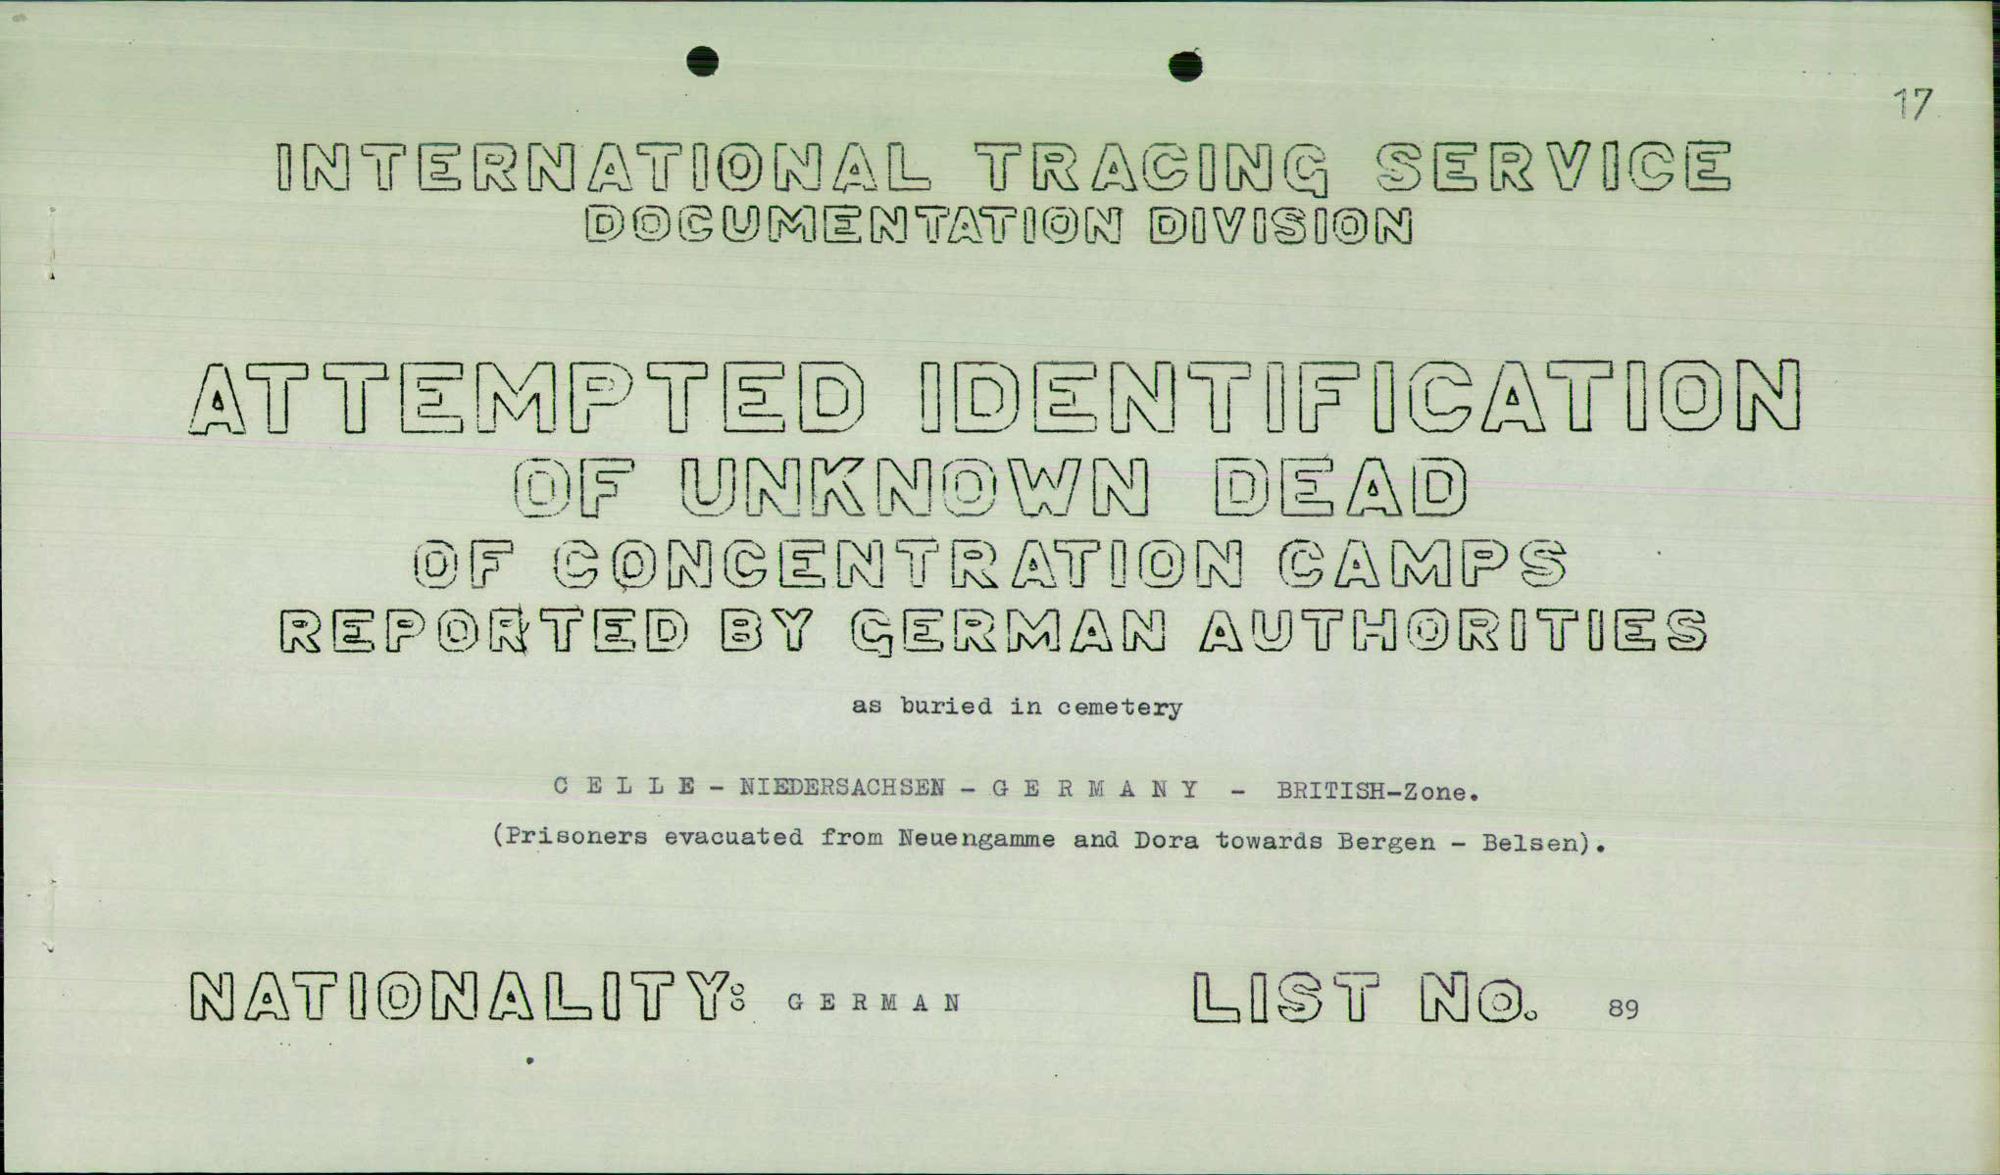 17
INTERNATIONAL TRACING SERVICE
DOCUMENTATION DIVISION
ATTEMPTED IDENTIFICATION
OF UNKNOWN DEAD
OF CONCENTRATION CAMPS
REPORTED BY GERMAN AUTHORITIES
as buried in cemetery
C E L L E - NIEDERSACHSEN - G E R M A N Y - BRITISH-Zone.
(Prisoners evacuated from Neuengamme and Dora towards Bergen - Belsen).
NATIONALITY: G E R M A N LIST No. 89